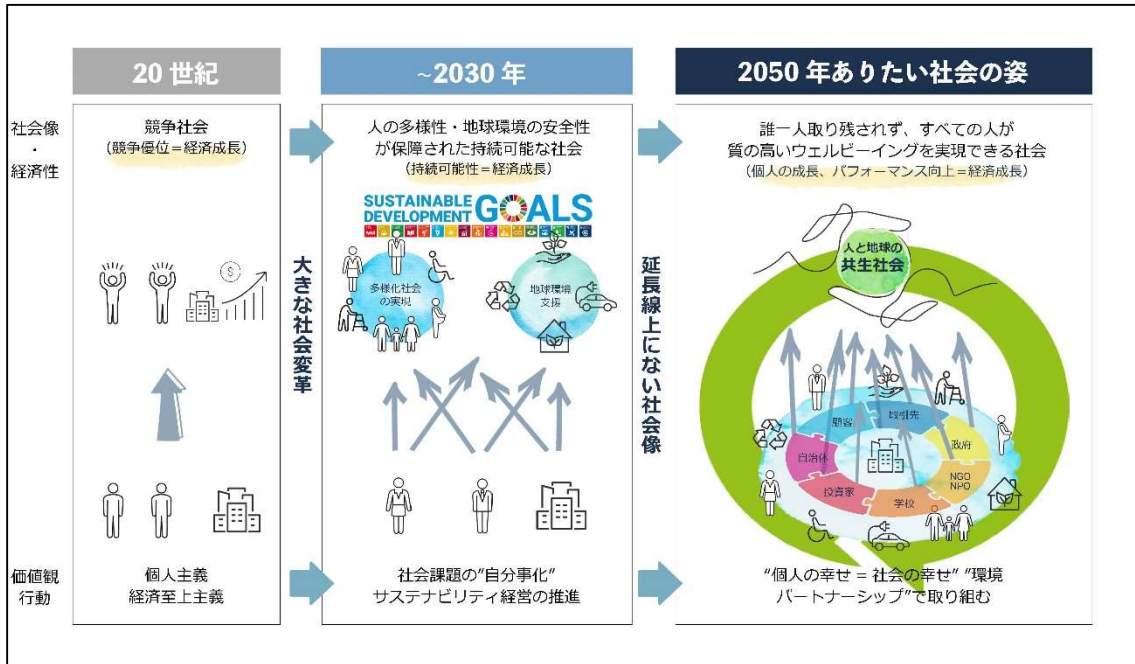 20世紀
~2030年
2050年ありたい社会の姿
社会像
・
経済性
競争社会
(競争優位=経済成長)
人の多様性・地球環境の安全性
が保障された持続可能な社会
(持続可能性=経済成長)
誰一人取り残されず、すべての人が
質の高いウェルビーイングを実現できる社会
(個人の成長、パフォーマンス向上=経済成長)
SUSTAINABLE
DEVELOPMENT GOALS
大きな社会変革
延長線上にない社会像
$
多様化社会
の実現
地球環境
支援
人と地球の
共生社会
顧客
取引先
自治体
政府
投資家
学校
NGO
NPO
価値観
行動
個人主義
経済至上主義
社会課題の"自分事化"
サステナビリティ経営の推進
"個人の幸せ = 社会の幸せ" "環境
パートナーシップ"で取り組む